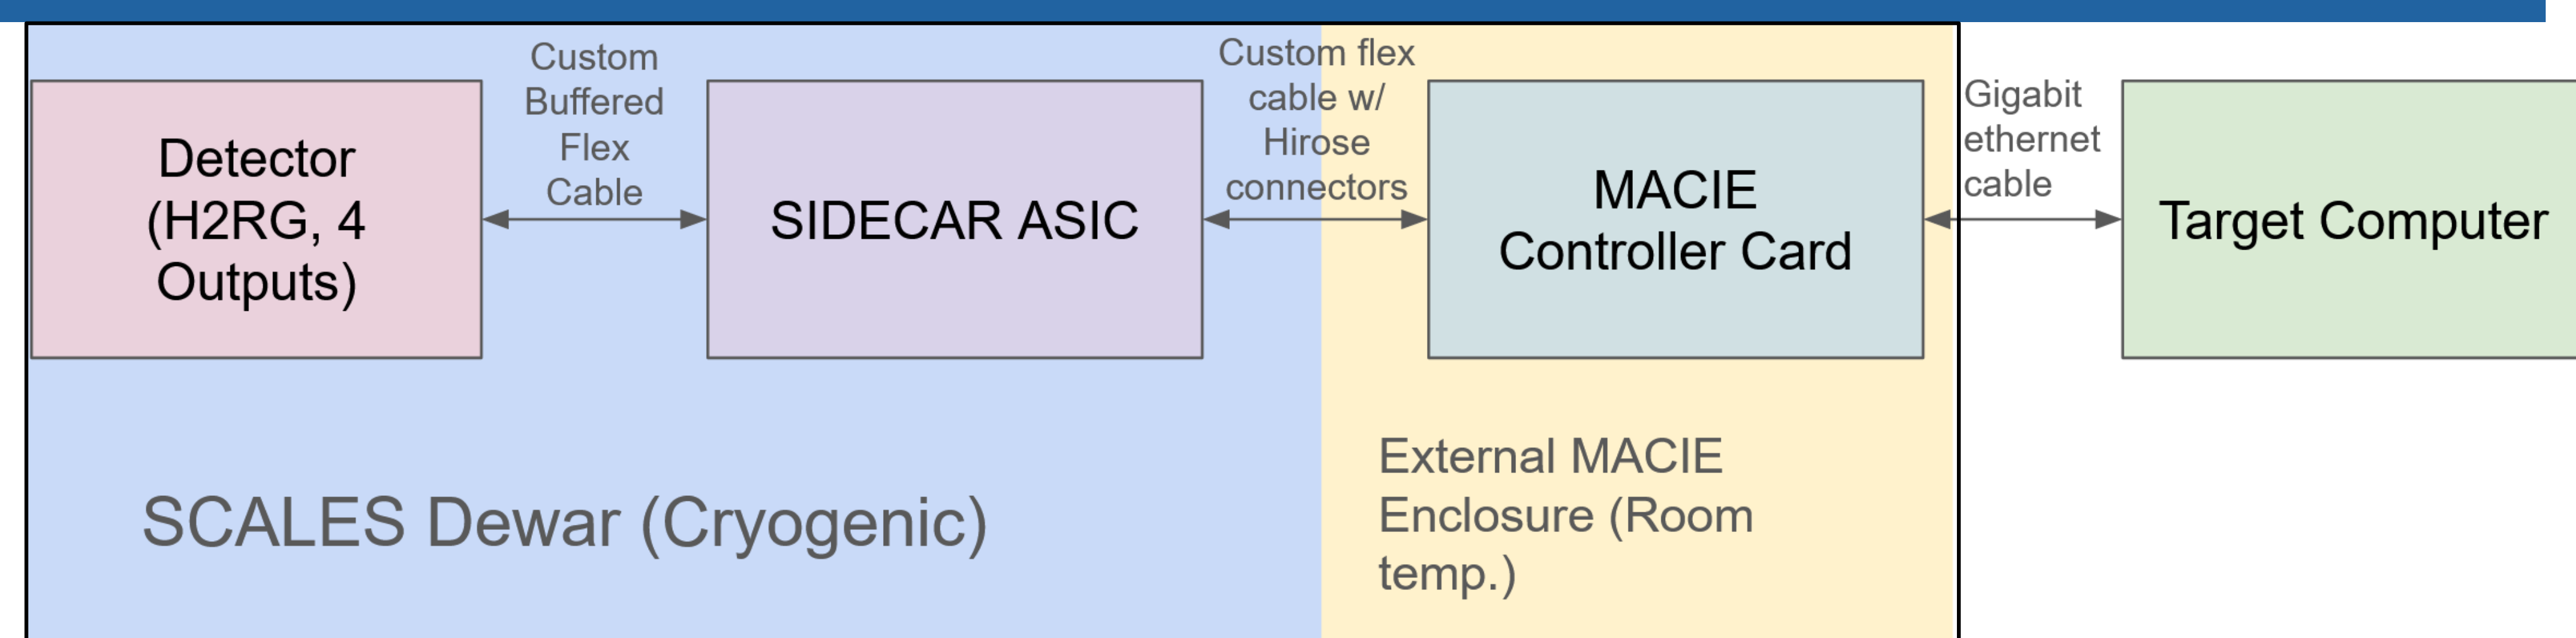 Detector
(H2RG, 4
Outputs)
Custom
Buffered
Flex
Cable
SIDECAR ASIC
Custom flex
cable w/
Hirose
connectors
MACIE
Controller Card
Gigabit
ethernet
cable
Target Computer
SCALES Dewar (Cryogenic)
External MACIE
Enclosure (Room
temp.)